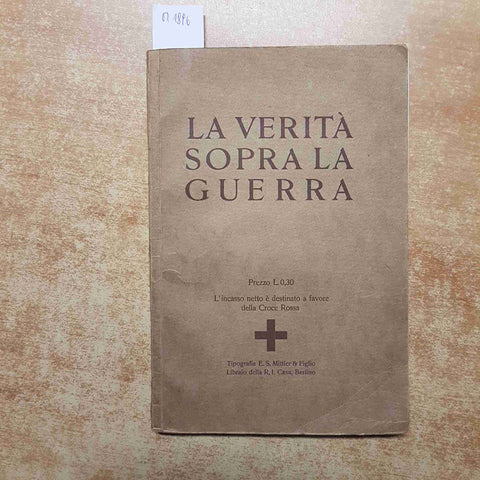 LA VERITÀ
SOPRA LA
GUERRA
Prezzo L. 0,30
L'incasso netto è destinato a favore
della Croce Rossa
Tipografia E. S. Mittler & Figlio
Libraio della R. I. Casa, Berlino